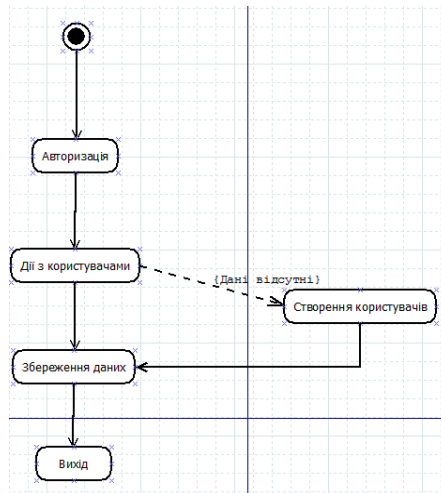 Авторизація
Дії з користувачами
{Дані відсутні}
Створення користувачів
Збереження даних
Вихід